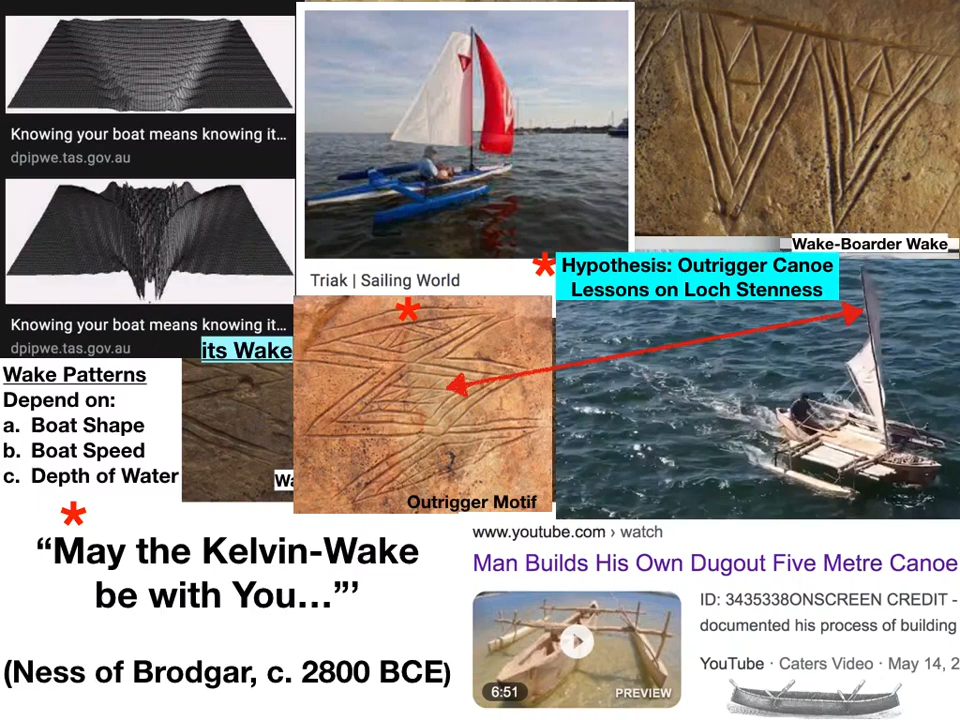 Knowing your boat means knowing it...
dpipwe.tas.gov.au
Knowing your boat means knowing it...
dpipwe.tas.gov.au
its Wake
Triak | Sailing World
Wake-Boarder Wake
* Hypothesis: Outrigger Canoe
Lessons on Loch Stenness
*
Wake Patterns
Depend on:
a. Boat Shape
b. Boat Speed
c. Depth of Water
Wa
Outrigger Motif
*
“May the Kelvin-Wake
be with You...”’
(Ness of Brodgar, c. 2800 BCE)
www.youtube.com › watch
Man Builds His Own Dugout Five Metre Canoe
6:51
PREVIEW
ID: 3435338ONSCREEN CREDIT -
documented his process of building
YouTube · Caters Video · May 14, 2